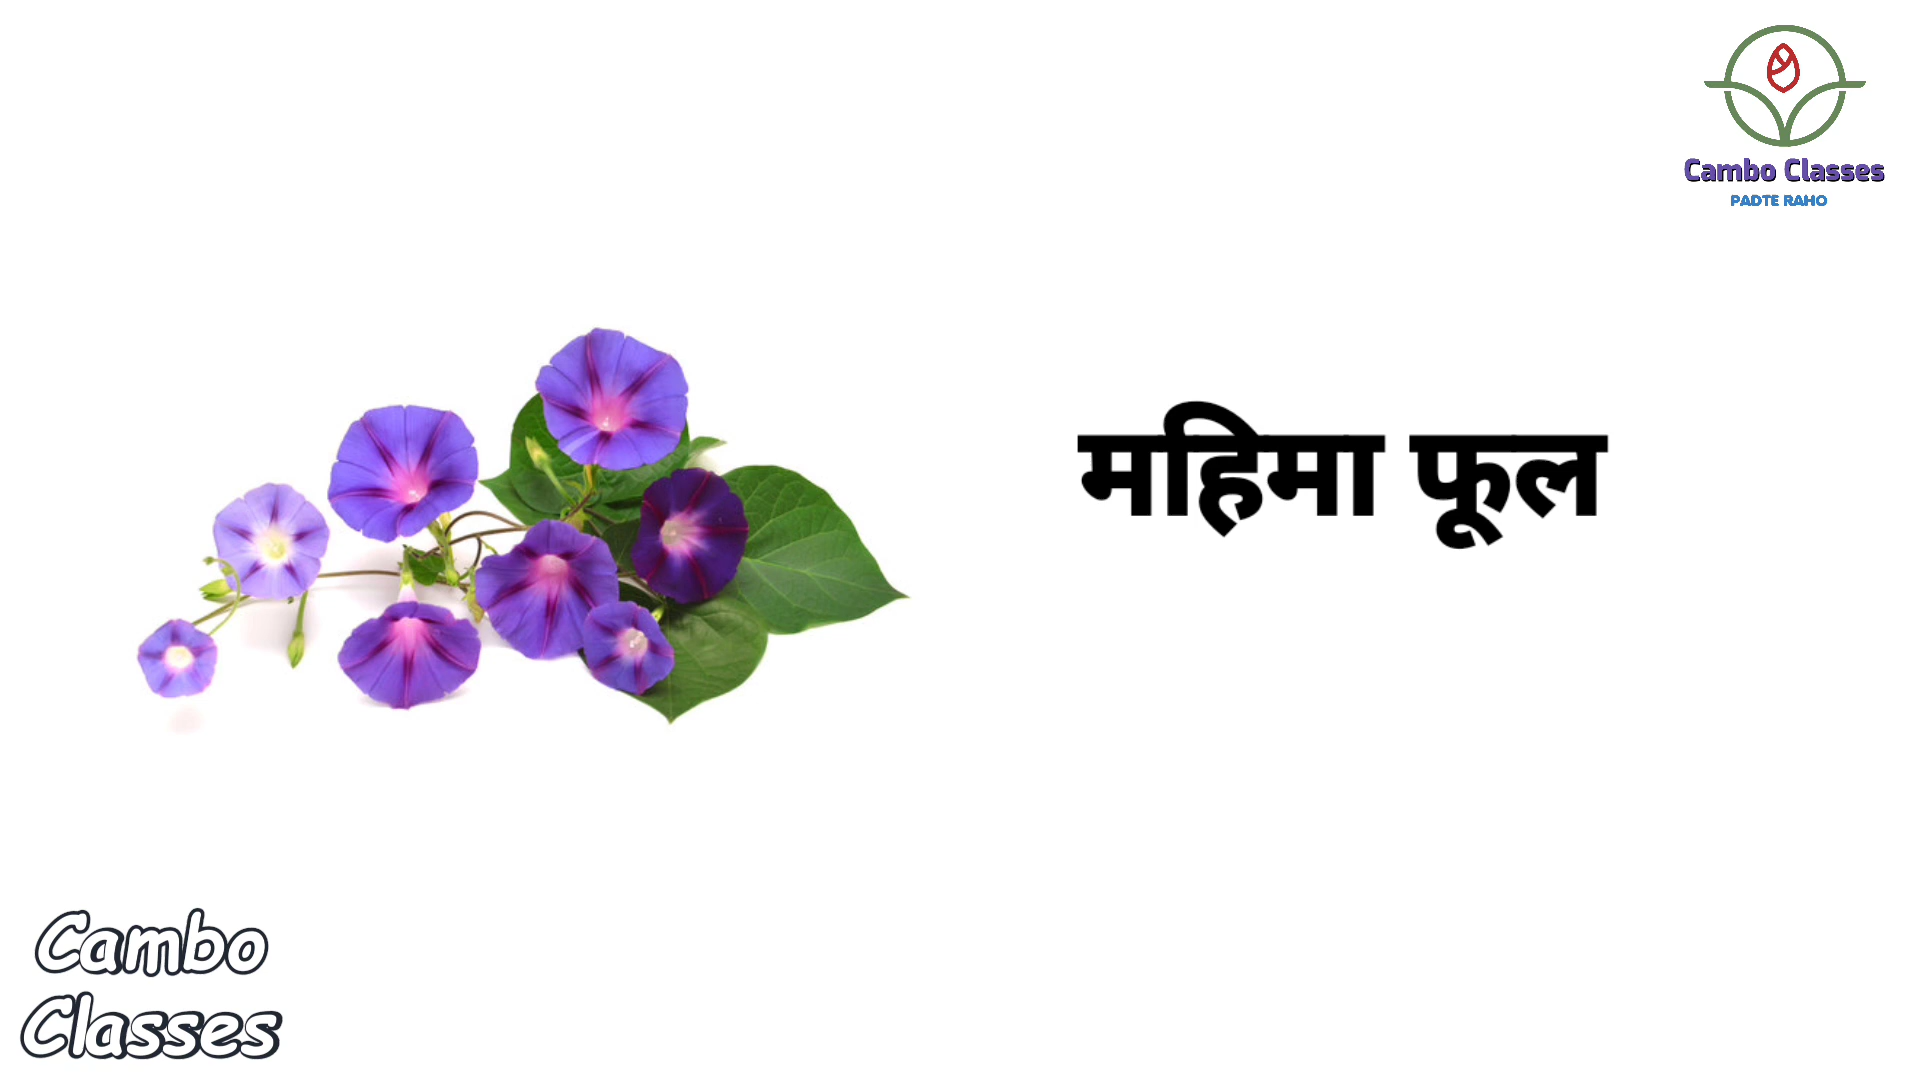 Cambo Classes
PADTE RAHO
महिमा फूल
Cambo
Classes